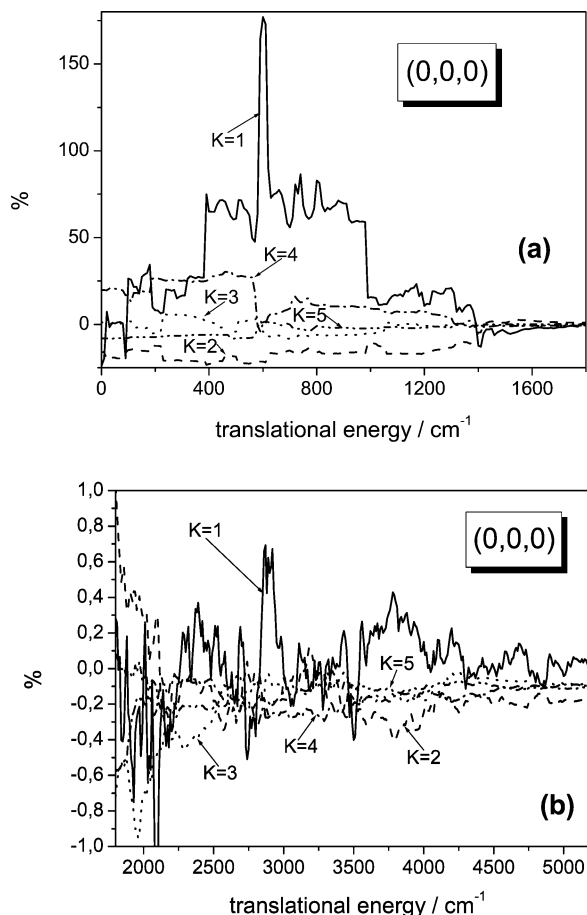 150
100
50
0
%
(0,0,0)
K=1
K=4
K=3
K=5
K=2
(a)
0 400 800 1200 1600
translational energy / cm⁻¹
1,0
0,8
0,6
0,4
0,2
0,0
-0,2
-0,4
-0,6
-0,8
-1,0
%
(0,0,0)
K=1
K=5
K=4
K=2
K=3
(b)
2000 2500 3000 3500 4000 4500 5000
translational energy / cm⁻¹